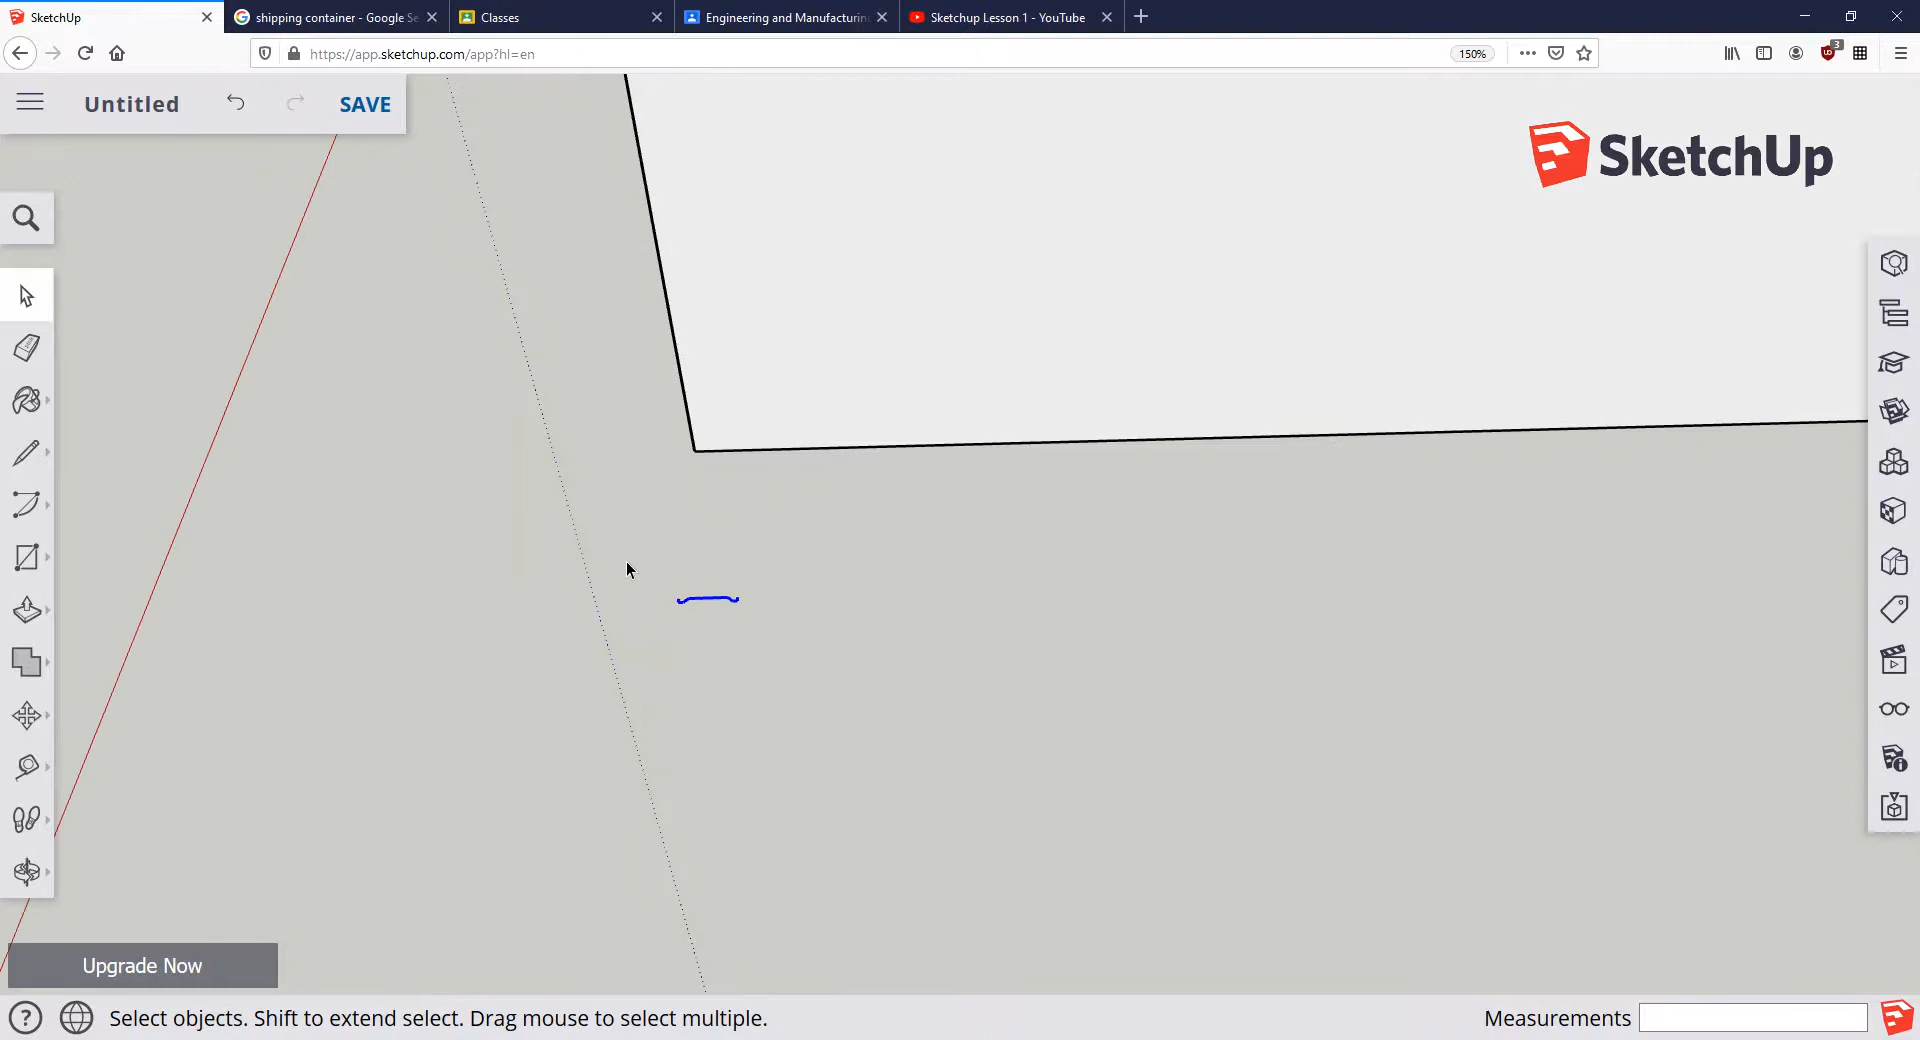 SketchUp
shipping container - Google Se
Classes
Engineering and Manufacturin
Sketchup Lesson 1 - YouTube
https://app.sketchup.com/app?hl=en
150%
3
Untitled
SAVE
SketchUp
Upgrade Now
Select objects. Shift to extend select. Drag mouse to select multiple.
Measurements